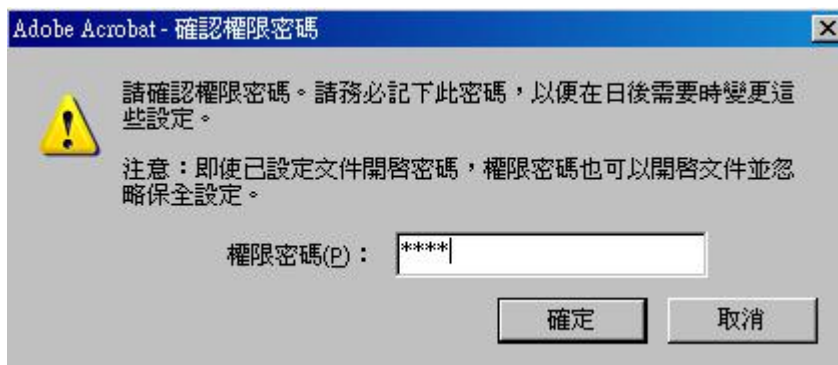 Adobe Acrobat - 確認權限密碼
請確認權限密碼。請務必記下此密碼，以便在日後需要時變更這
些設定。
注意：即使已設定文件開啓密碼，權限密碼也可以開啓文件並忽
略保全設定。
權限密碼(P)： ****
確定 取消